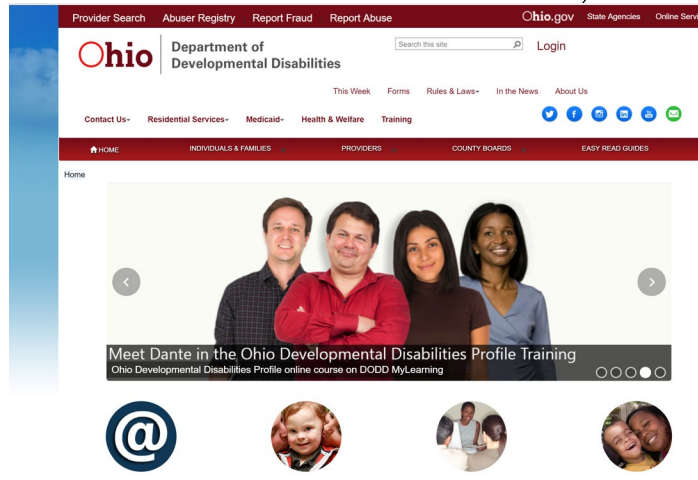 Provider Search Abuser Registry Report Fraud Report Abuse Ohio.gov State Agencies Online Servi
Ohio Department of
Developmental Disabilities
Search this site
Login
This Week Forms Rules & Laws In the News About Us
Contact Us Residential Services Medicaid Health & Welfare Training
HOME INDIVIDUALS & FAMILIES PROVIDERS COUNTY BOARDS EASY READ GUIDES
Home
Meet Dante in the Ohio Developmental Disabilities Profile Training
Ohio Developmental Disabilities Profile online course on DODD MyLearning
@